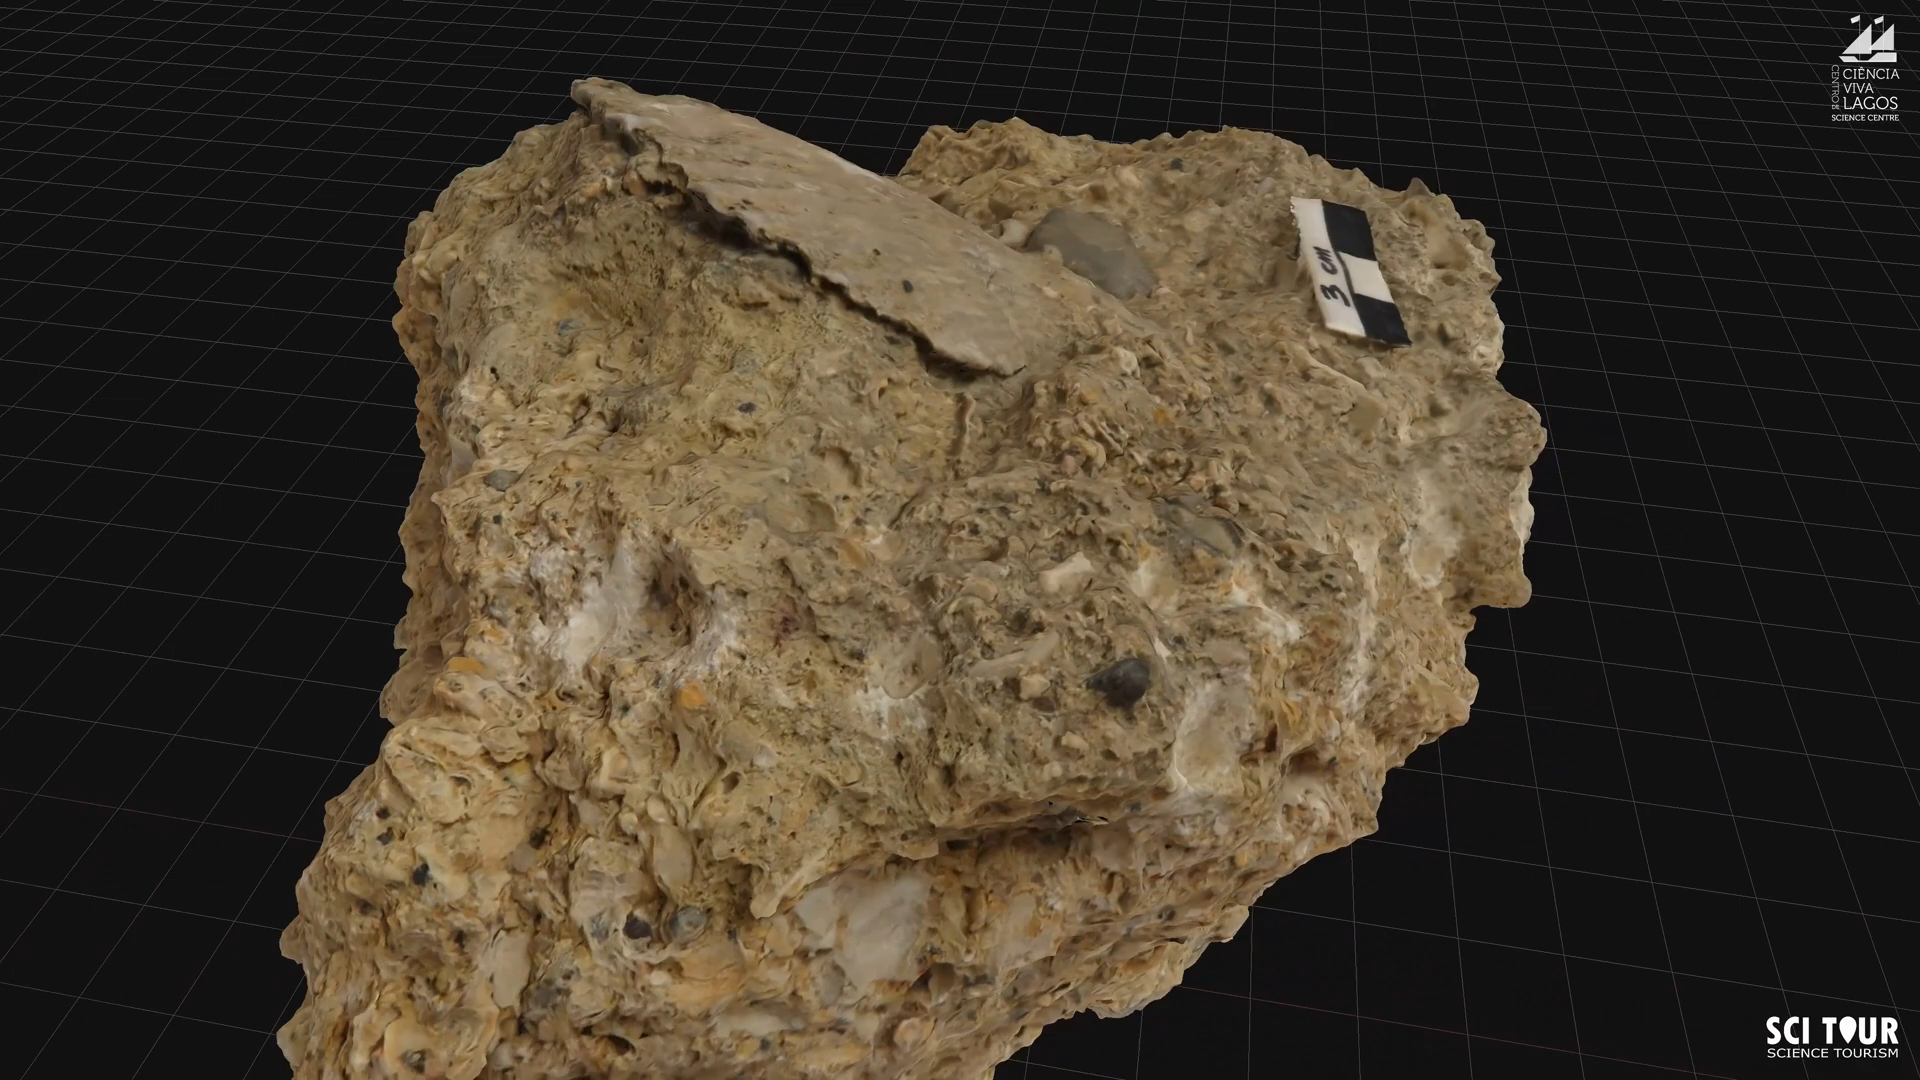 CENTRO
CIÊNCIA
VIVA
LAGOS
SCIENCE CENTRE
3 cm
SCI TOUR
SCIENCE TOURISM